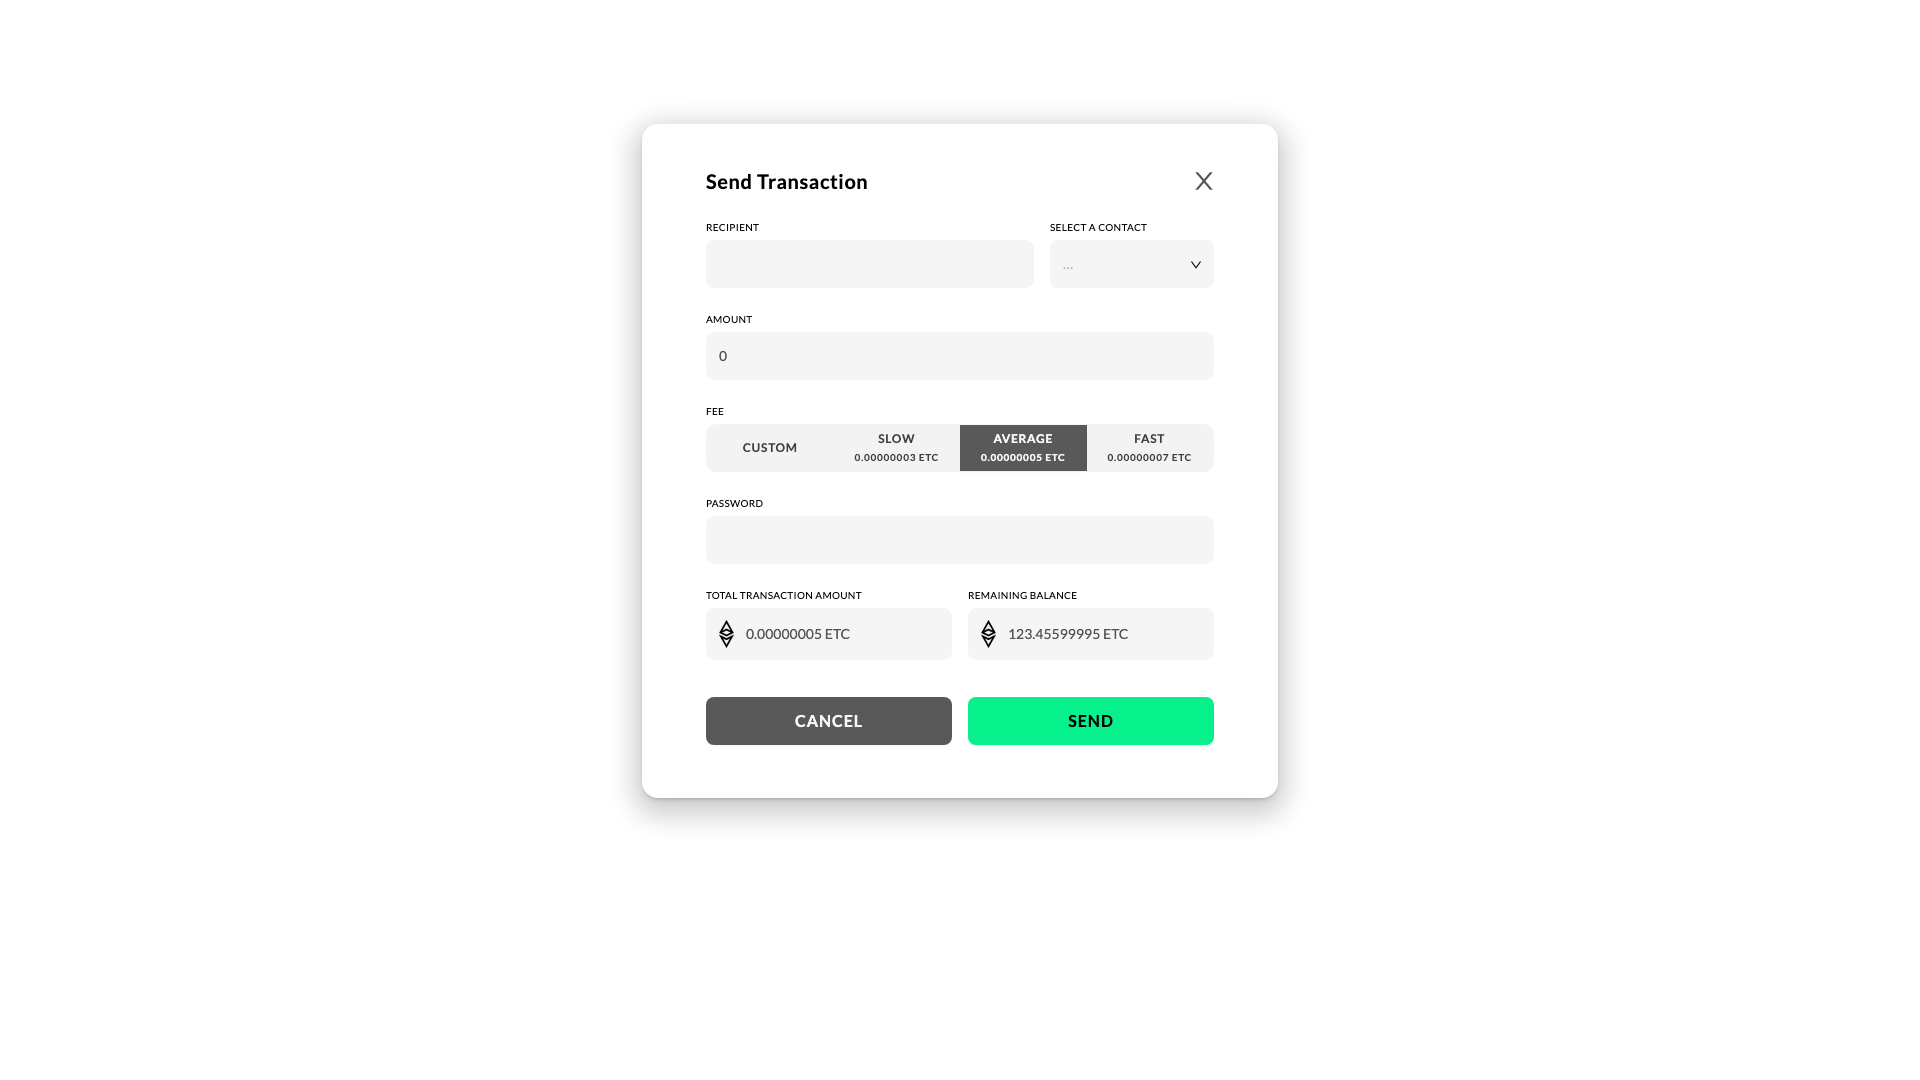 Send Transaction
X
RECIPIENT
SELECT A CONTACT
...
AMOUNT
0
FEE
CUSTOM
SLOW
0.00000003 ETC
AVERAGE
0.00000005 ETC
FAST
0.00000007 ETC
PASSWORD
TOTAL TRANSACTION AMOUNT
0.00000005 ETC
REMAINING BALANCE
123.45599995 ETC
CANCEL
SEND